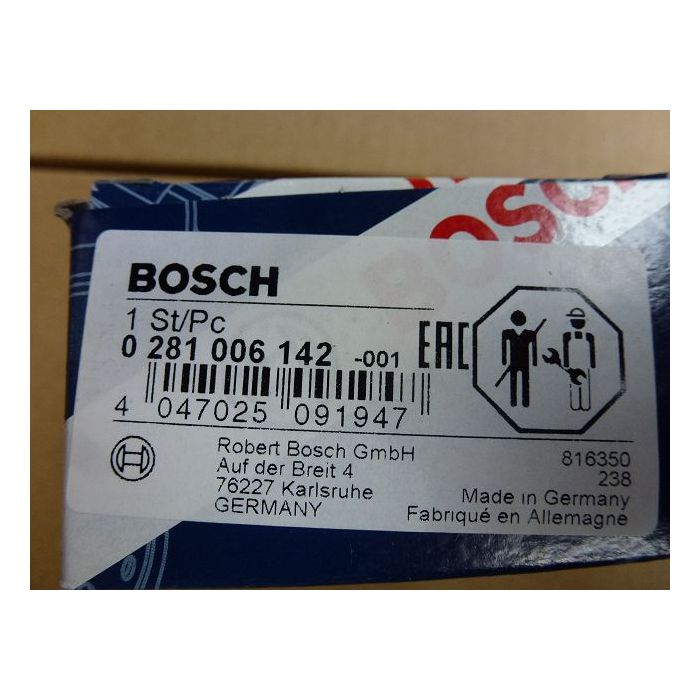 BOSCH
BOSCH
1 St/Pc
0 281 006 142 -001
EAC
4 047025 091947
Robert Bosch GmbH
Auf der Breit 4
76227 Karlsruhe
GERMANY
816350
238
Made in Germany
Fabriqué en Allemagne